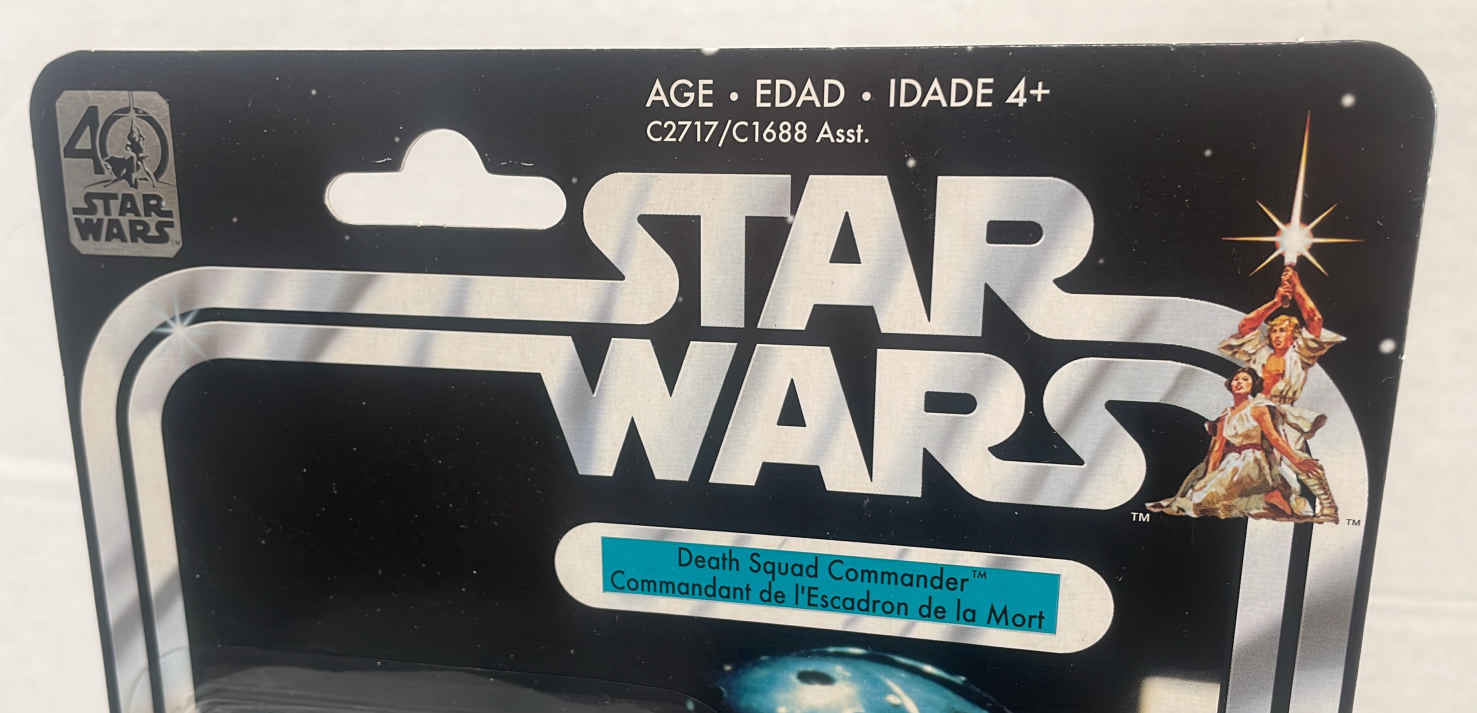 AGE • EDAD • IDADE 4+
C2717/C1688 Asst.
40
STAR
WARS™
STAR
WARS
™
™
Death Squad Commander™
Commandant de l'Escadron de la Mort